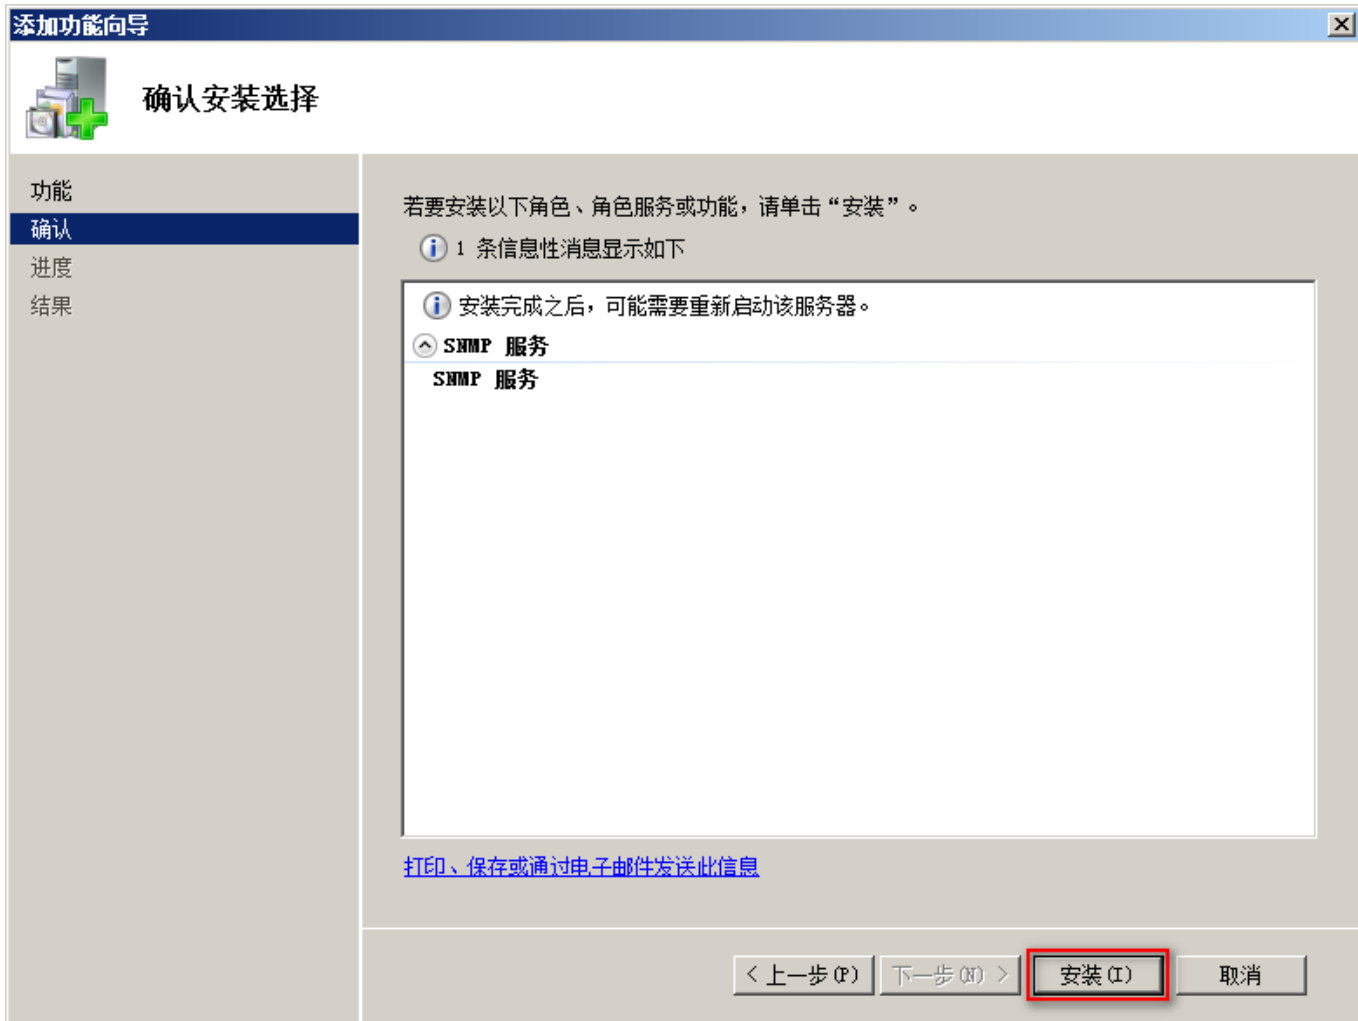 添加功能向导
确认安装选择
功能
确认
进度
结果
若要安装以下角色、角色服务或功能，请单击“安装”。
1 条信息性消息显示如下
安装完成之后，可能需要重新启动该服务器。
SNMP 服务
SNMP 服务
打印、保存或通过电子邮件发送此信息
< 上一步(P)
下一步(N) >
安装(I)
取消